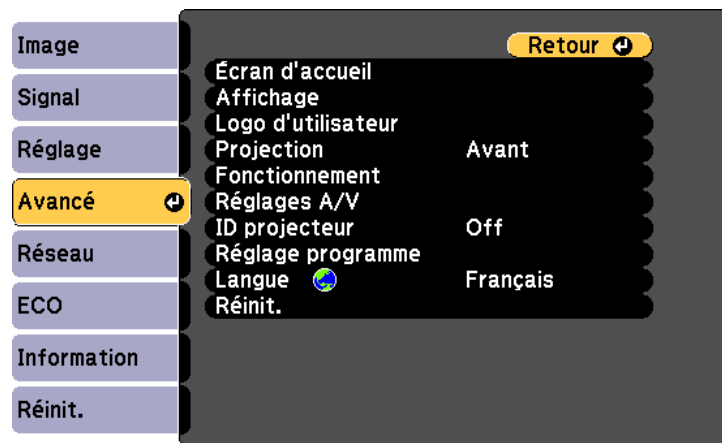 Image
Signal
Réglage
Avancé
Réseau
ECO
Information
Réinit.
Retour
Écran d'accueil
Affichage
Logo d'utilisateur
Projection Avant
Fonctionnement
Réglages A/V
ID projecteur Off
Réglage programme
Langue Français
Réinit.